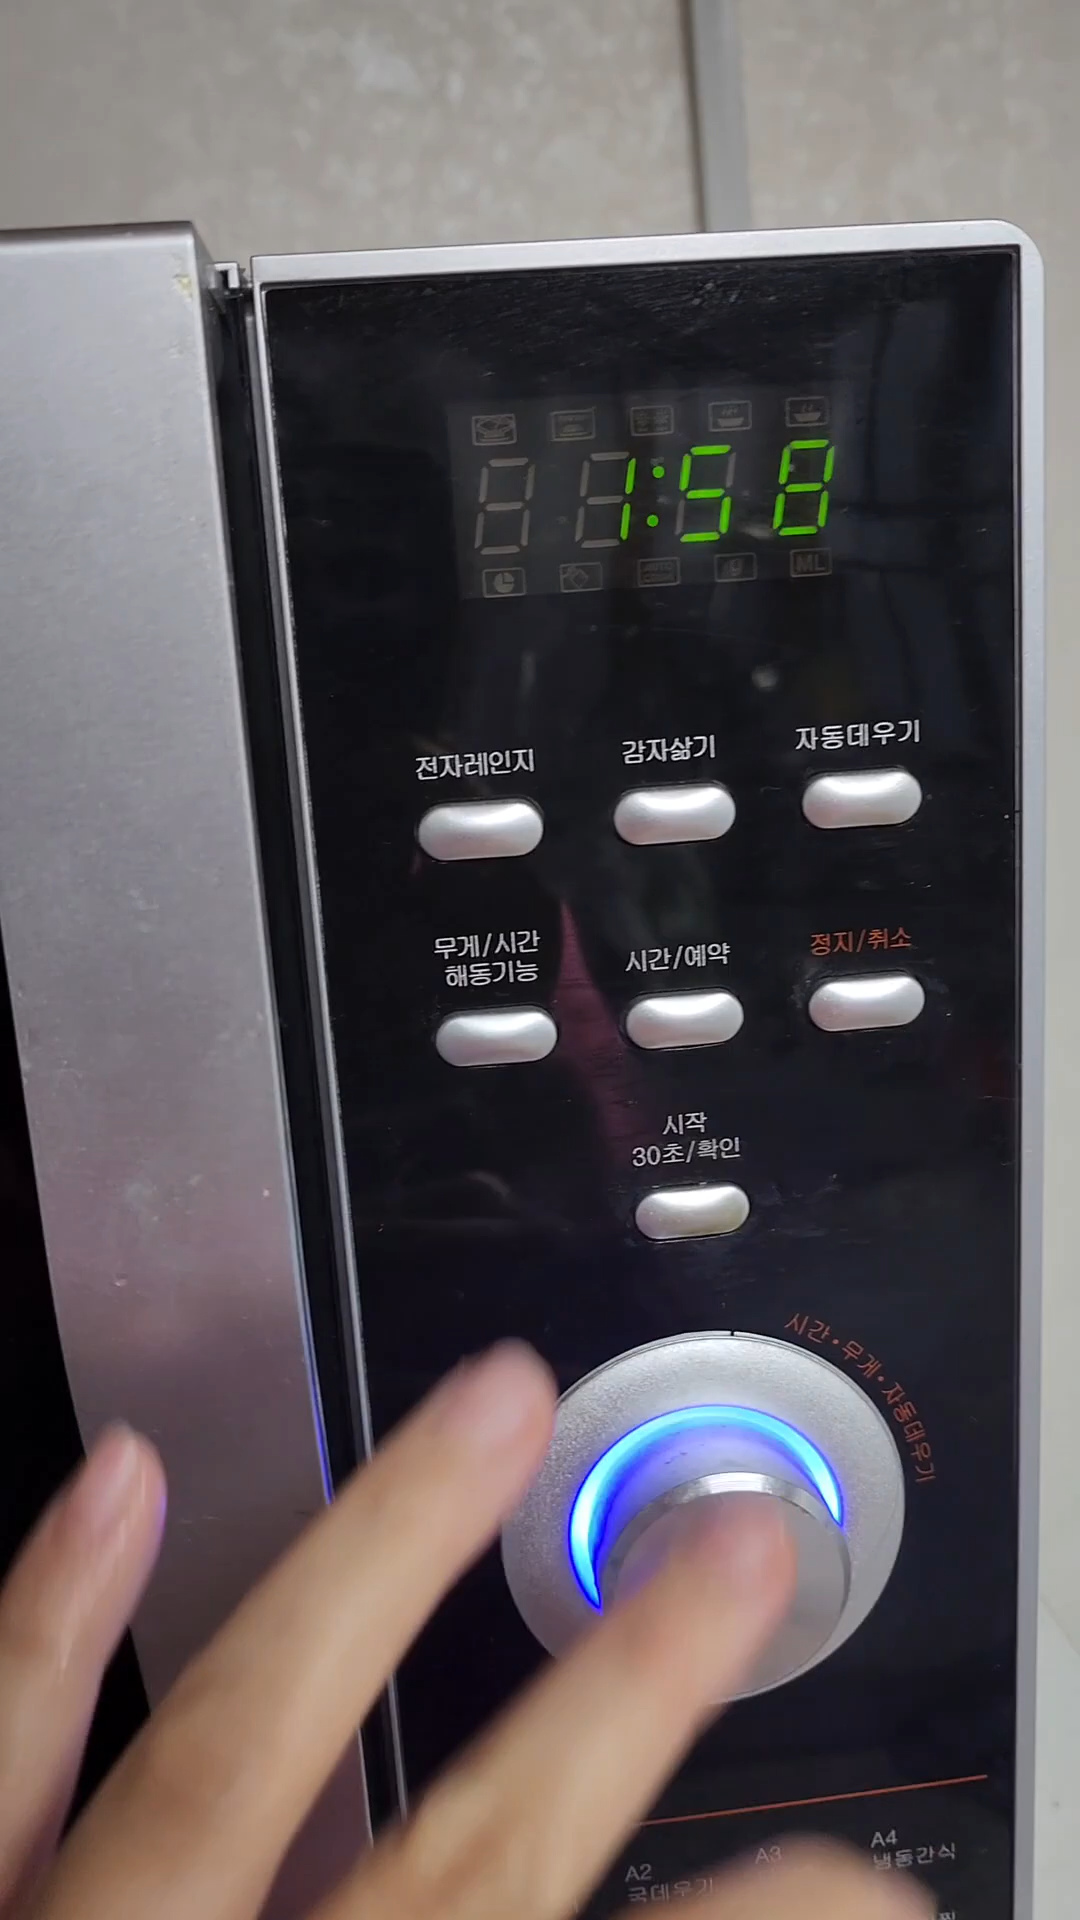 1:58
ML
전자레인지
감자삶기
자동데우기
무게/시간
해동기능
시간/예약
정지/취소
시작
30초/확인
시간·무게·자동데우기
A2
국데우기
A3
A4
냉동간식